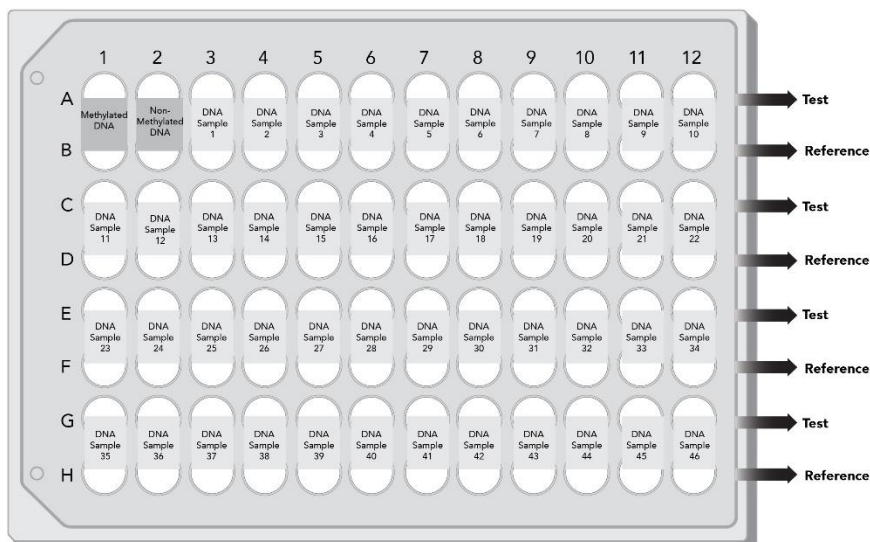 1 2 3 4 5 6 7 8 9 10 11 12
A
Methylated
DNA
Non-
Methylated
DNA
DNA
Sample
1
DNA
Sample
2
DNA
Sample
3
DNA
Sample
4
DNA
Sample
5
DNA
Sample
6
DNA
Sample
7
DNA
Sample
8
DNA
Sample
9
DNA
Sample
10
Test
B
Reference
C
DNA
Sample
11
DNA
Sample
12
DNA
Sample
13
DNA
Sample
14
DNA
Sample
15
DNA
Sample
16
DNA
Sample
17
DNA
Sample
18
DNA
Sample
19
DNA
Sample
20
DNA
Sample
21
DNA
Sample
22
Test
D
Reference
E
DNA
Sample
23
DNA
Sample
24
DNA
Sample
25
DNA
Sample
26
DNA
Sample
27
DNA
Sample
28
DNA
Sample
29
DNA
Sample
30
DNA
Sample
31
DNA
Sample
32
DNA
Sample
33
DNA
Sample
34
Test
F
Reference
G
DNA
Sample
35
DNA
Sample
36
DNA
Sample
37
DNA
Sample
38
DNA
Sample
39
DNA
Sample
40
DNA
Sample
41
DNA
Sample
42
DNA
Sample
43
DNA
Sample
44
DNA
Sample
45
DNA
Sample
46
Test
H
Reference